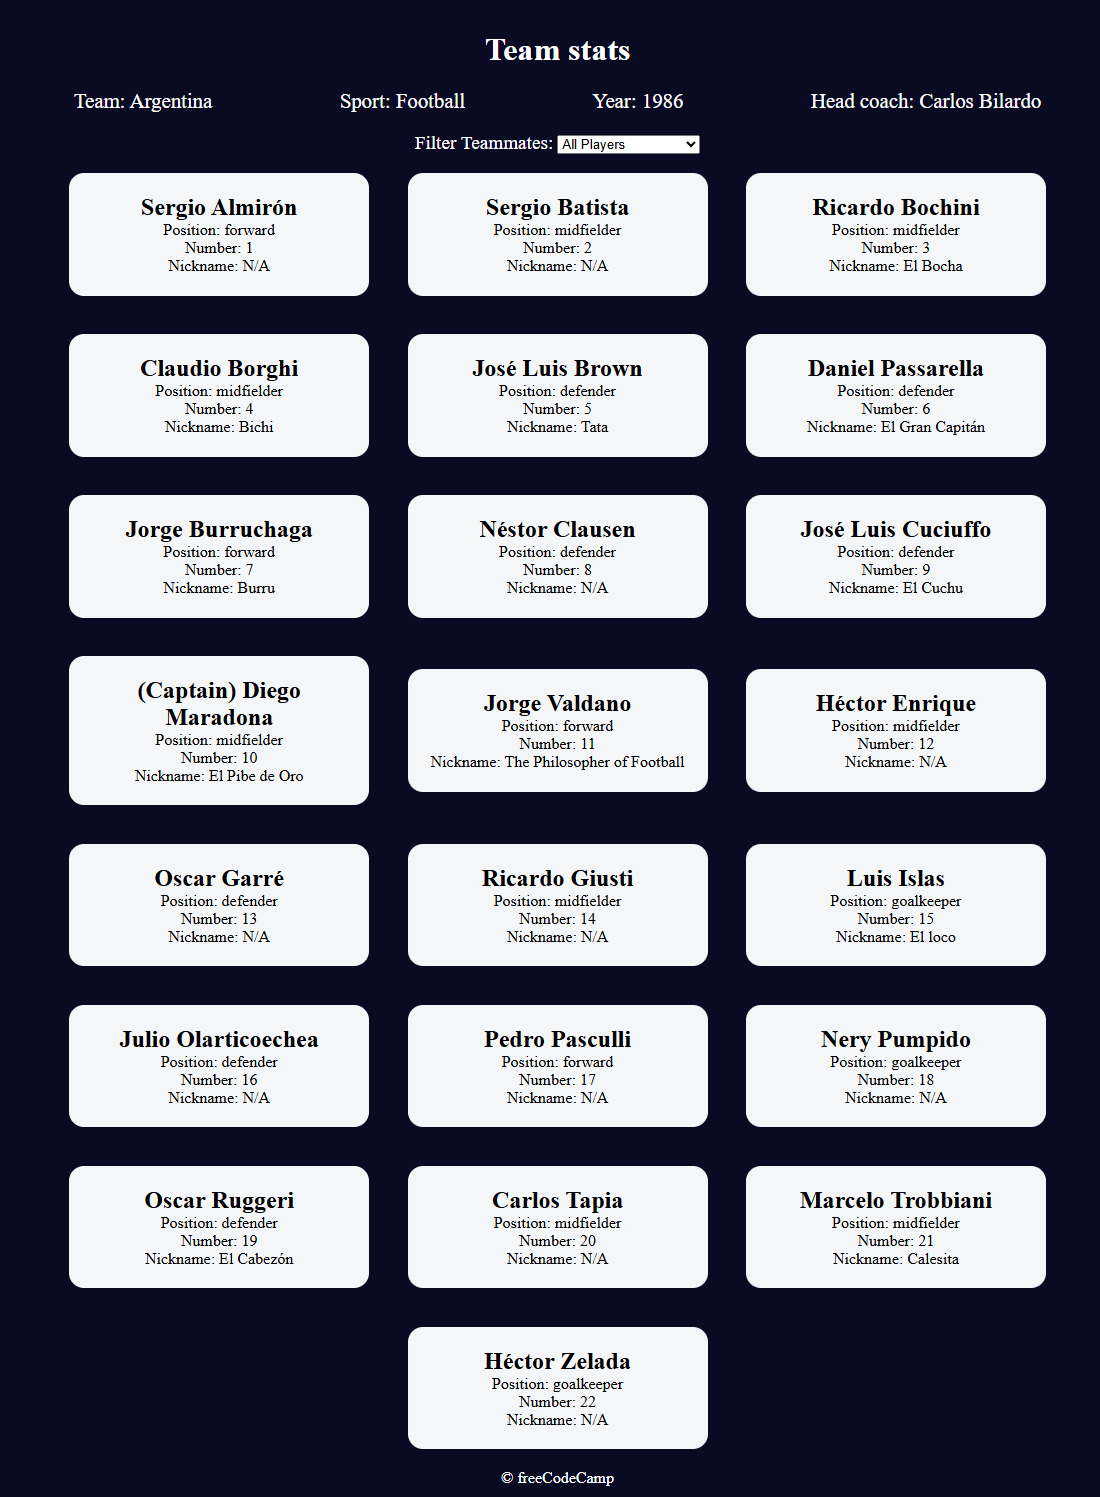 Team stats
Team: Argentina
Sport: Football
Year: 1986
Head coach: Carlos Bilardo
Filter Teammates: All Players
Sergio Almirón
Position: forward
Number: 1
Nickname: N/A
Sergio Batista
Position: midfielder
Number: 2
Nickname: N/A
Ricardo Bochini
Position: midfielder
Number: 3
Nickname: El Bocha
Claudio Borghi
Position: midfielder
Number: 4
Nickname: Bichi
José Luis Brown
Position: defender
Number: 5
Nickname: Tata
Daniel Passarella
Position: defender
Number: 6
Nickname: El Gran Capitán
Jorge Burruchaga
Position: forward
Number: 7
Nickname: Burru
Néstor Clausen
Position: defender
Number: 8
Nickname: N/A
José Luis Cuciuffo
Position: defender
Number: 9
Nickname: El Cuchu
(Captain) Diego
Maradona
Position: midfielder
Number: 10
Nickname: El Pibe de Oro
Jorge Valdano
Position: forward
Number: 11
Nickname: The Philosopher of Football
Héctor Enrique
Position: midfielder
Number: 12
Nickname: N/A
Oscar Garré
Position: defender
Number: 13
Nickname: N/A
Ricardo Giusti
Position: midfielder
Number: 14
Nickname: N/A
Luis Islas
Position: goalkeeper
Number: 15
Nickname: El loco
Julio Olarticoechea
Position: defender
Number: 16
Nickname: N/A
Pedro Pasculli
Position: forward
Number: 17
Nickname: N/A
Nery Pumpido
Position: goalkeeper
Number: 18
Nickname: N/A
Oscar Ruggeri
Position: defender
Number: 19
Nickname: El Cabezón
Carlos Tapia
Position: midfielder
Number: 20
Nickname: N/A
Marcelo Trobbiani
Position: midfielder
Number: 21
Nickname: Calesita
Héctor Zelada
Position: goalkeeper
Number: 22
Nickname: N/A
© freeCodeCamp